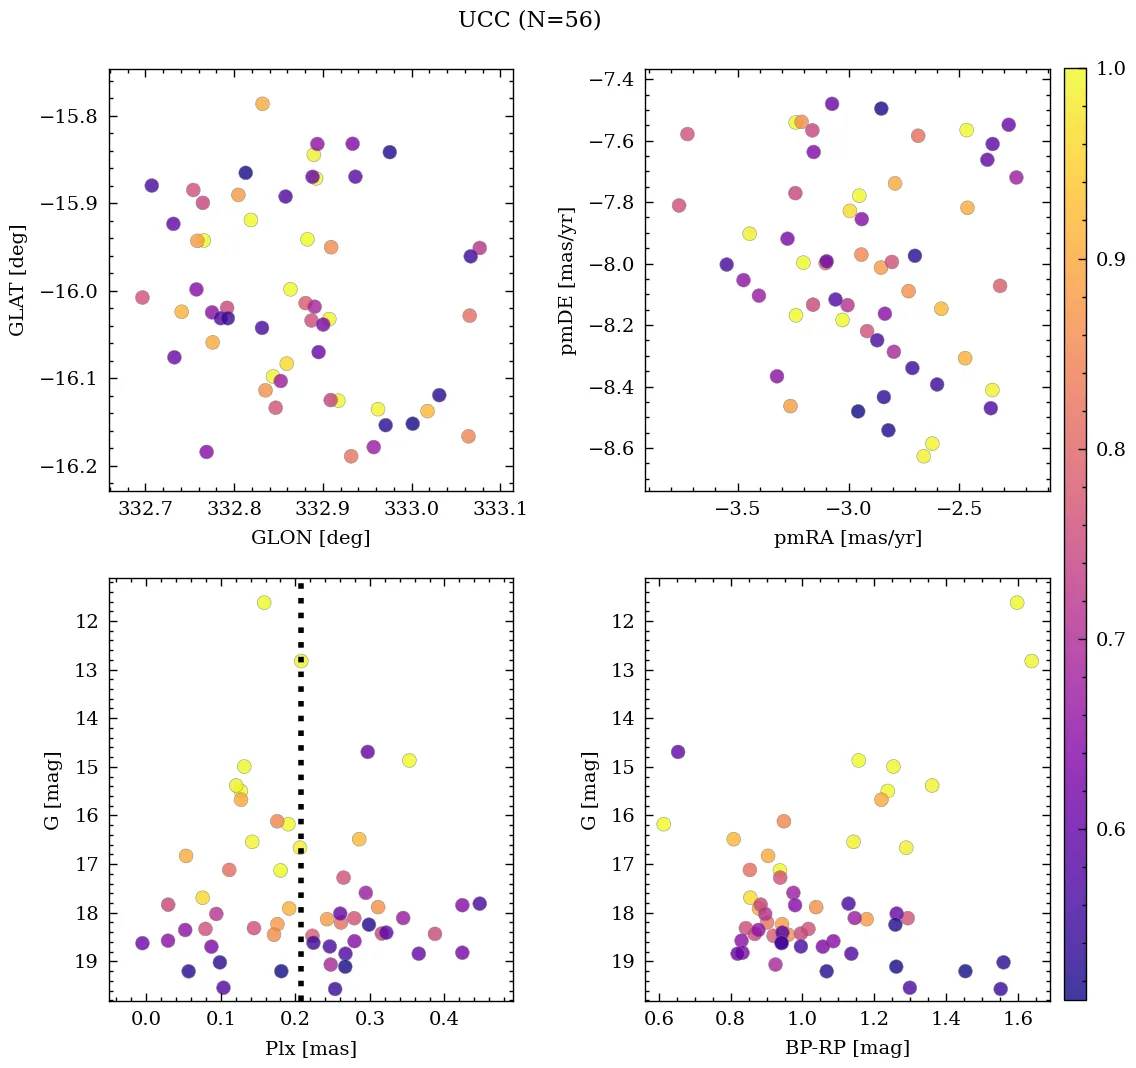 UCC (N=56)
−15.8
−15.9
−16.0
−16.1
−16.2
GLAT [deg]
332.7 332.8 332.9 333.0 333.1
GLON [deg]
−7.4
−7.6
−7.8
−8.0
−8.2
−8.4
−8.6
pmDE [mas/yr]
−3.5 −3.0 −2.5
pmRA [mas/yr]
1.0
0.9
0.8
0.7
0.6
12
13
14
15
16
17
18
19
G [mag]
0.0 0.1 0.2 0.3 0.4
Plx [mas]
12
13
14
15
16
17
18
19
G [mag]
0.6 0.8 1.0 1.2 1.4 1.6
BP-RP [mag]